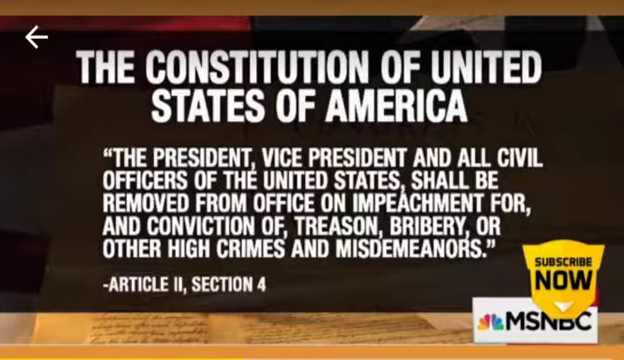 THE CONSTITUTION OF UNITED
STATES OF AMERICA
“THE PRESIDENT, VICE PRESIDENT AND ALL CIVIL
OFFICERS OF THE UNITED STATES, SHALL BE
REMOVED FROM OFFICE ON IMPEACHMENT FOR,
AND CONVICTION OF, TREASON, BRIBERY, OR
OTHER HIGH CRIMES AND MISDEMEANORS.”
-ARTICLE II, SECTION 4
SUBSCRIBE
NOW
MSNBC